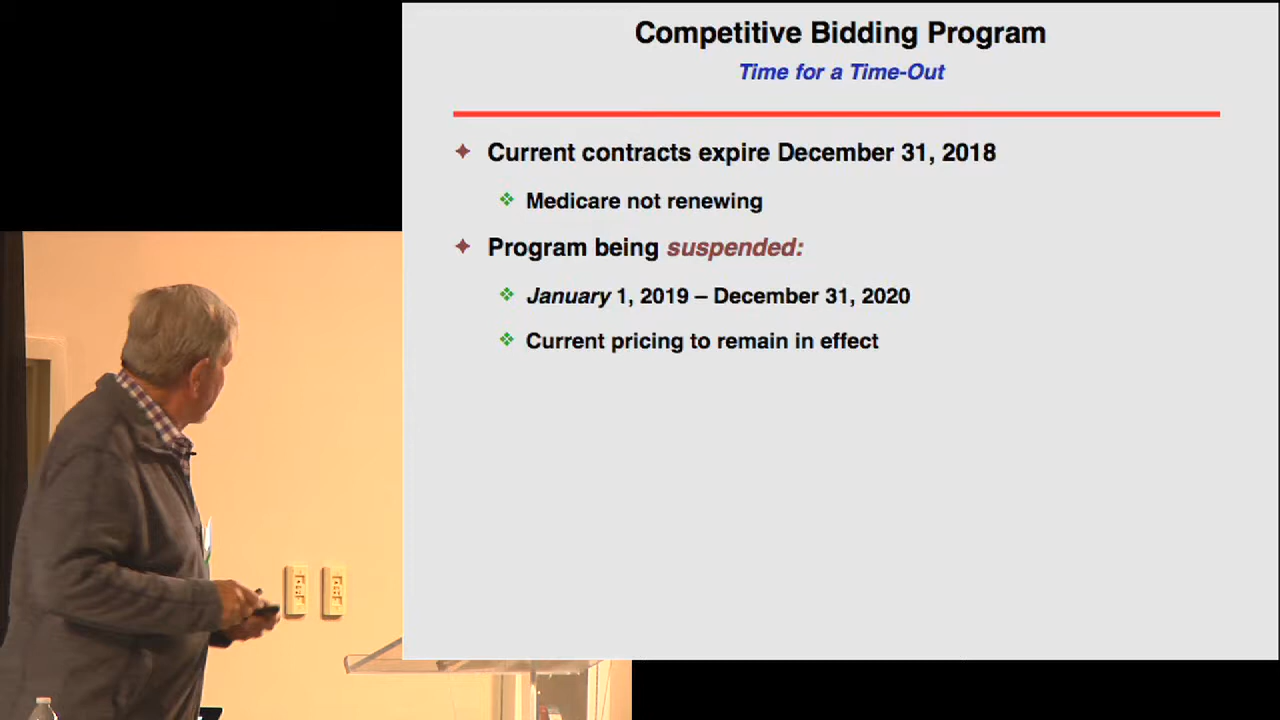 Competitive Bidding Program
Time for a Time-Out
Current contracts expire December 31, 2018
Medicare not renewing
Program being suspended:
January 1, 2019 – December 31, 2020
Current pricing to remain in effect